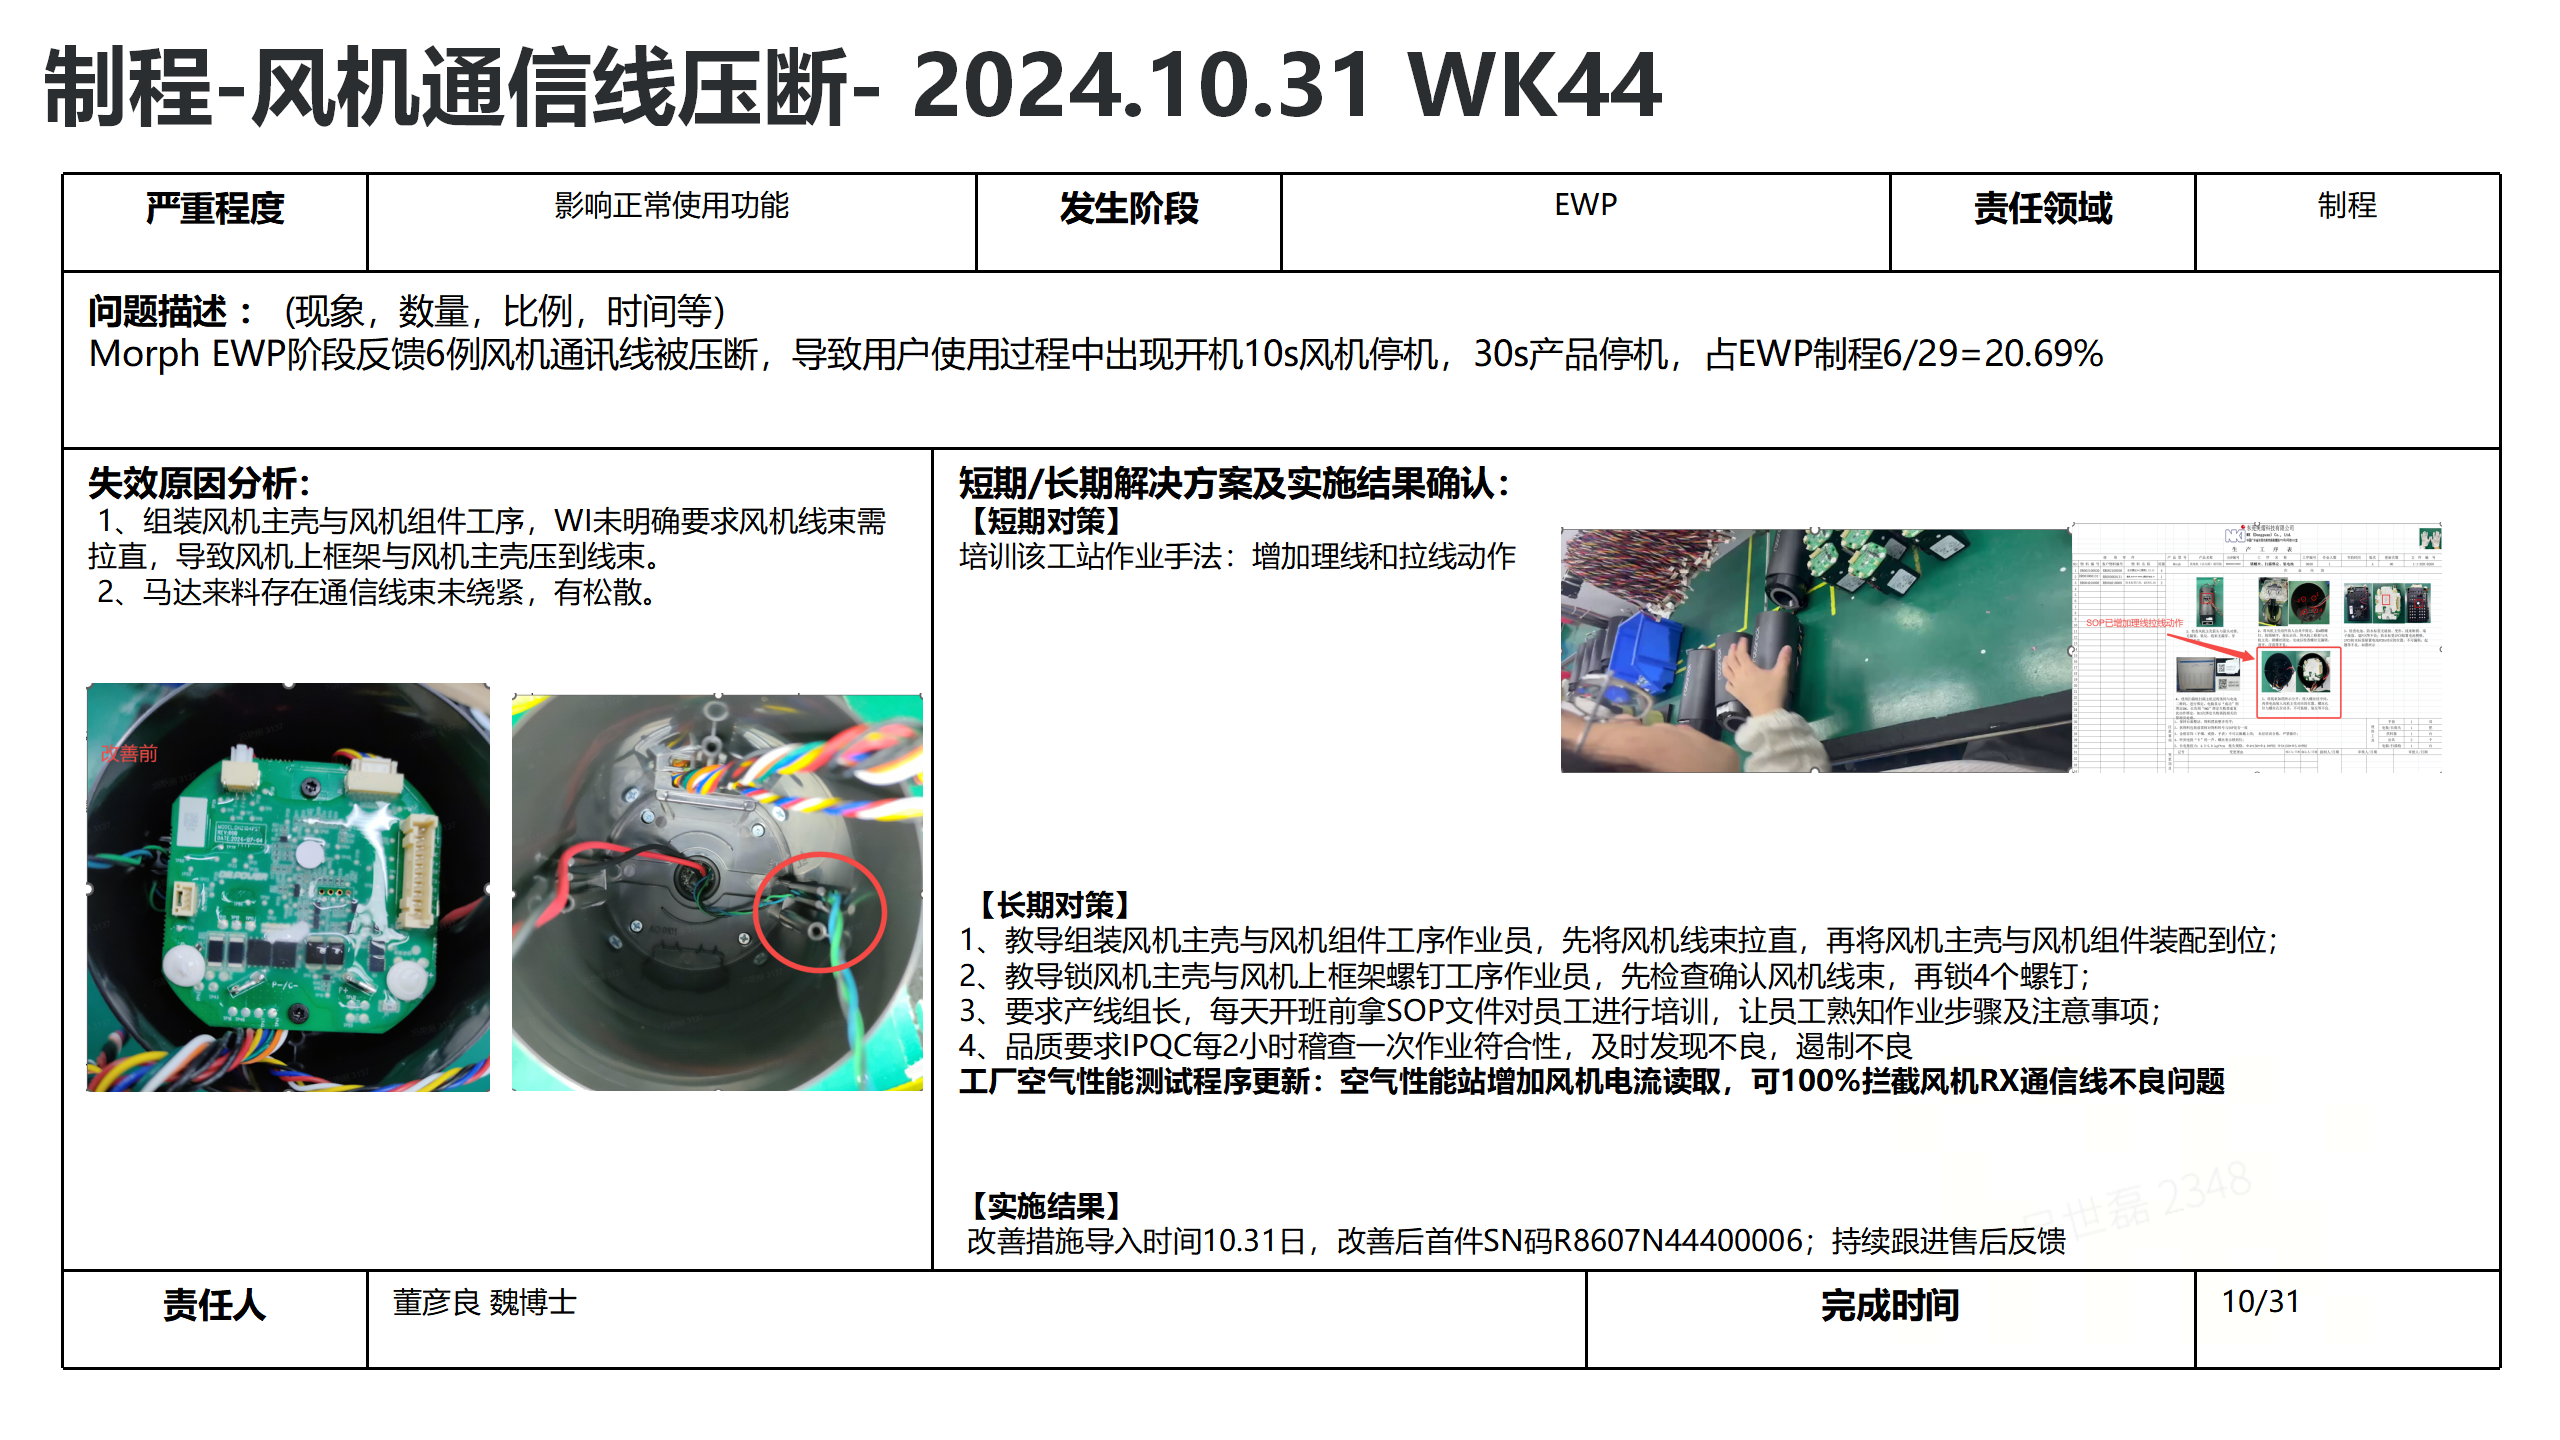 制程-风机通信线压断- 2024.10.31 WK44
严重程度
影响正常使用功能
发生阶段
EWP
责任领域
制程
问题描述 ： (现象，数量，比例，时间等)
Morph EWP阶段反馈6例风机通讯线被压断，导致用户使用过程中出现开机10s风机停机，30s产品停机，占EWP制程6/29=20.69%
失效原因分析：
1、组装风机主壳与风机组件工序，WI未明确要求风机线束需
拉直，导致风机上框架与风机主壳压到线束。
2、马达来料存在通信线束未绕紧，有松散。
改善前
短期/长期解决方案及实施结果确认：
【短期对策】
培训该工站作业手法：增加理线和拉线动作
SOP已增加理线拉线动作
【长期对策】
1、教导组装风机主壳与风机组件工序作业员，先将风机线束拉直，再将风机主壳与风机组件装配到位；
2、教导锁风机主壳与风机上框架螺钉工序作业员，先检查确认风机线束，再锁4个螺钉；
3、要求产线组长，每天开班前拿SOP文件对员工进行培训，让员工熟知作业步骤及注意事项；
4、品质要求IPQC每2小时稽查一次作业符合性，及时发现不良，遏制不良
工厂空气性能测试程序更新：空气性能站增加风机电流读取，可100%拦截风机RX通信线不良问题
【实施结果】
改善措施导入时间10.31日，改善后首件SN码R8607N44400006；持续跟进售后反馈
世磊 2348
责任人
董彦良 魏博士
完成时间
10/31